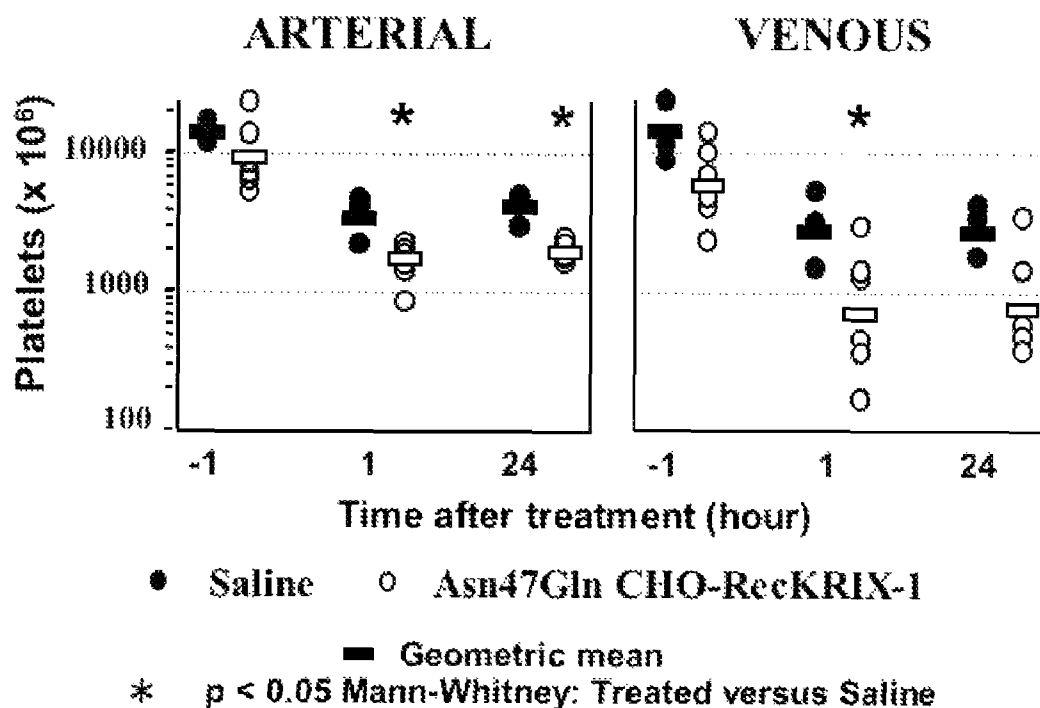 ARTERIAL VENOUS
Platelets (x 10⁶)
10000
1000
100
* * *
-1 1 24 -1 1 24
Time after treatment (hour)
● Saline ○ Asn47Gln CHO-RecKRIX-1
Geometric mean
* p < 0.05 Mann-Whitney: Treated versus Saline